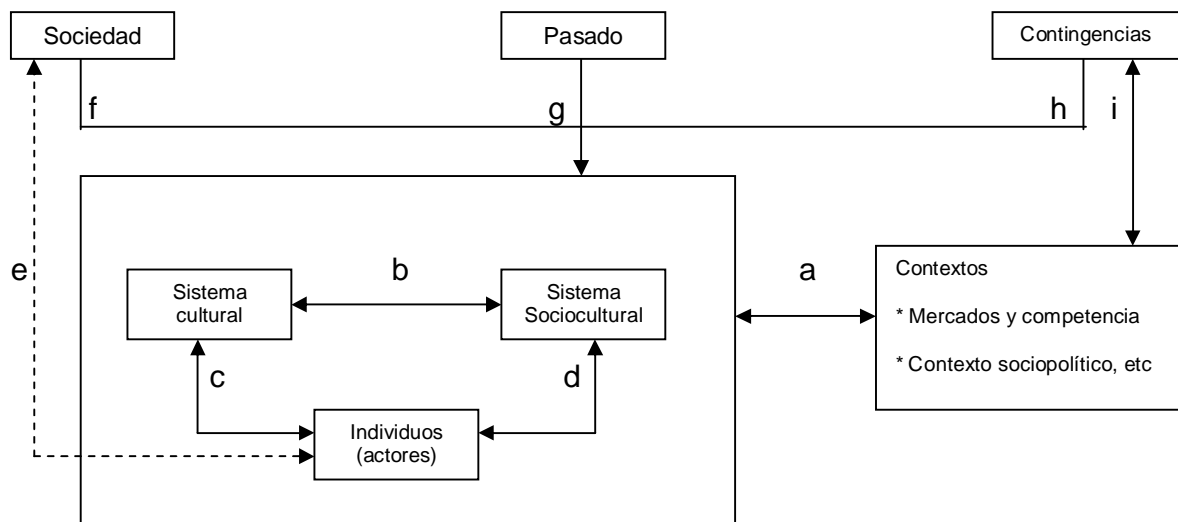 Sociedad
Pasado
Contingencias
f
g
h
i
e
b
a
Sistema
cultural
Sistema
Sociocultural
Contextos
* Mercados y competencia
* Contexto sociopolítico, etc
c
d
Individuos
(actores)